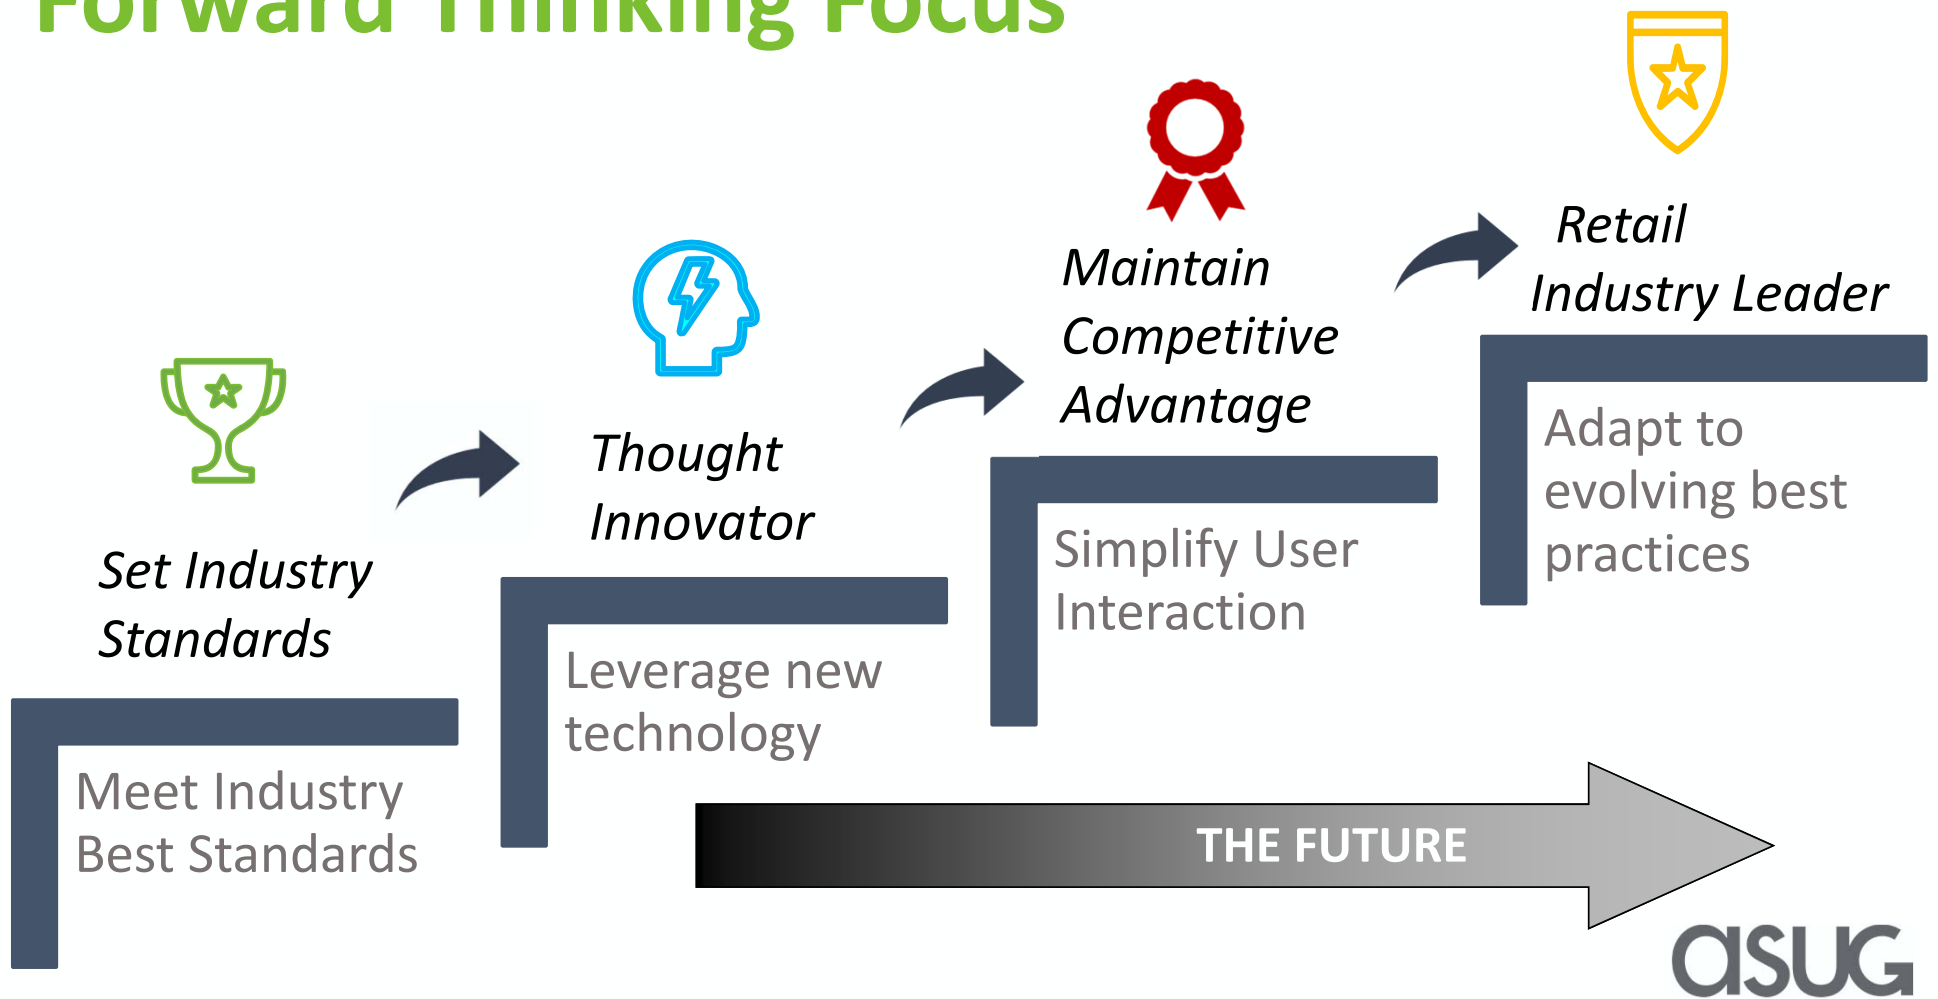 Forward Thinking Focus
Set Industry
Standards
Meet Industry
Best Standards
Thought
Innovator
Leverage new
technology
Maintain
Competitive
Advantage
Simplify User
Interaction
Retail
Industry Leader
Adapt to
evolving best
practices
THE FUTURE
asug